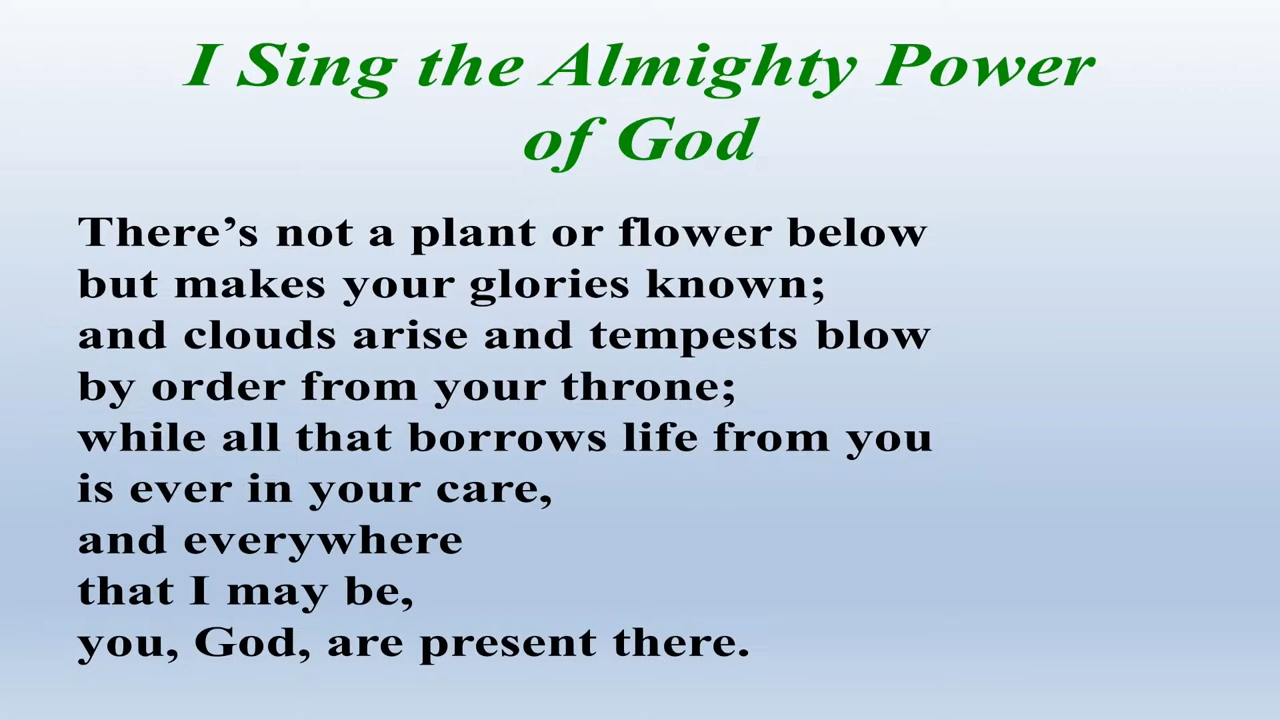 I Sing the Almighty Power
of God
There’s not a plant or flower below
but makes your glories known;
and clouds arise and tempests blow
by order from your throne;
while all that borrows life from you
is ever in your care,
and everywhere
that I may be,
you, God, are present there.